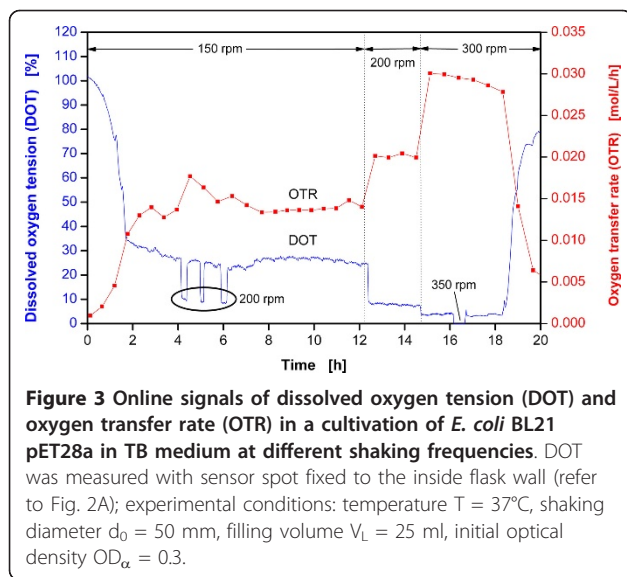 150 rpm
200 rpm
300 rpm
Dissolved oxygen tension (DOT) [%]
120
110
100
90
80
70
60
50
40
30
20
10
0
OTR
DOT
200 rpm
350 rpm
0.035
0.030
0.025
0.020
0.015
0.010
0.005
0.000
Oxygen transfer rate (OTR) [mol/L/h]
0 2 4 6 8 10 12 14 16 18 20
Time [h]
Figure 3 Online signals of dissolved oxygen tension (DOT) and
oxygen transfer rate (OTR) in a cultivation of E. coli BL21
pET28a in TB medium at different shaking frequencies. DOT
was measured with sensor spot fixed to the inside flask wall (refer
to Fig. 2A); experimental conditions: temperature T = 37°C, shaking
diameter d₀ = 50 mm, filling volume V_L = 25 ml, initial optical
density OD_α = 0.3.